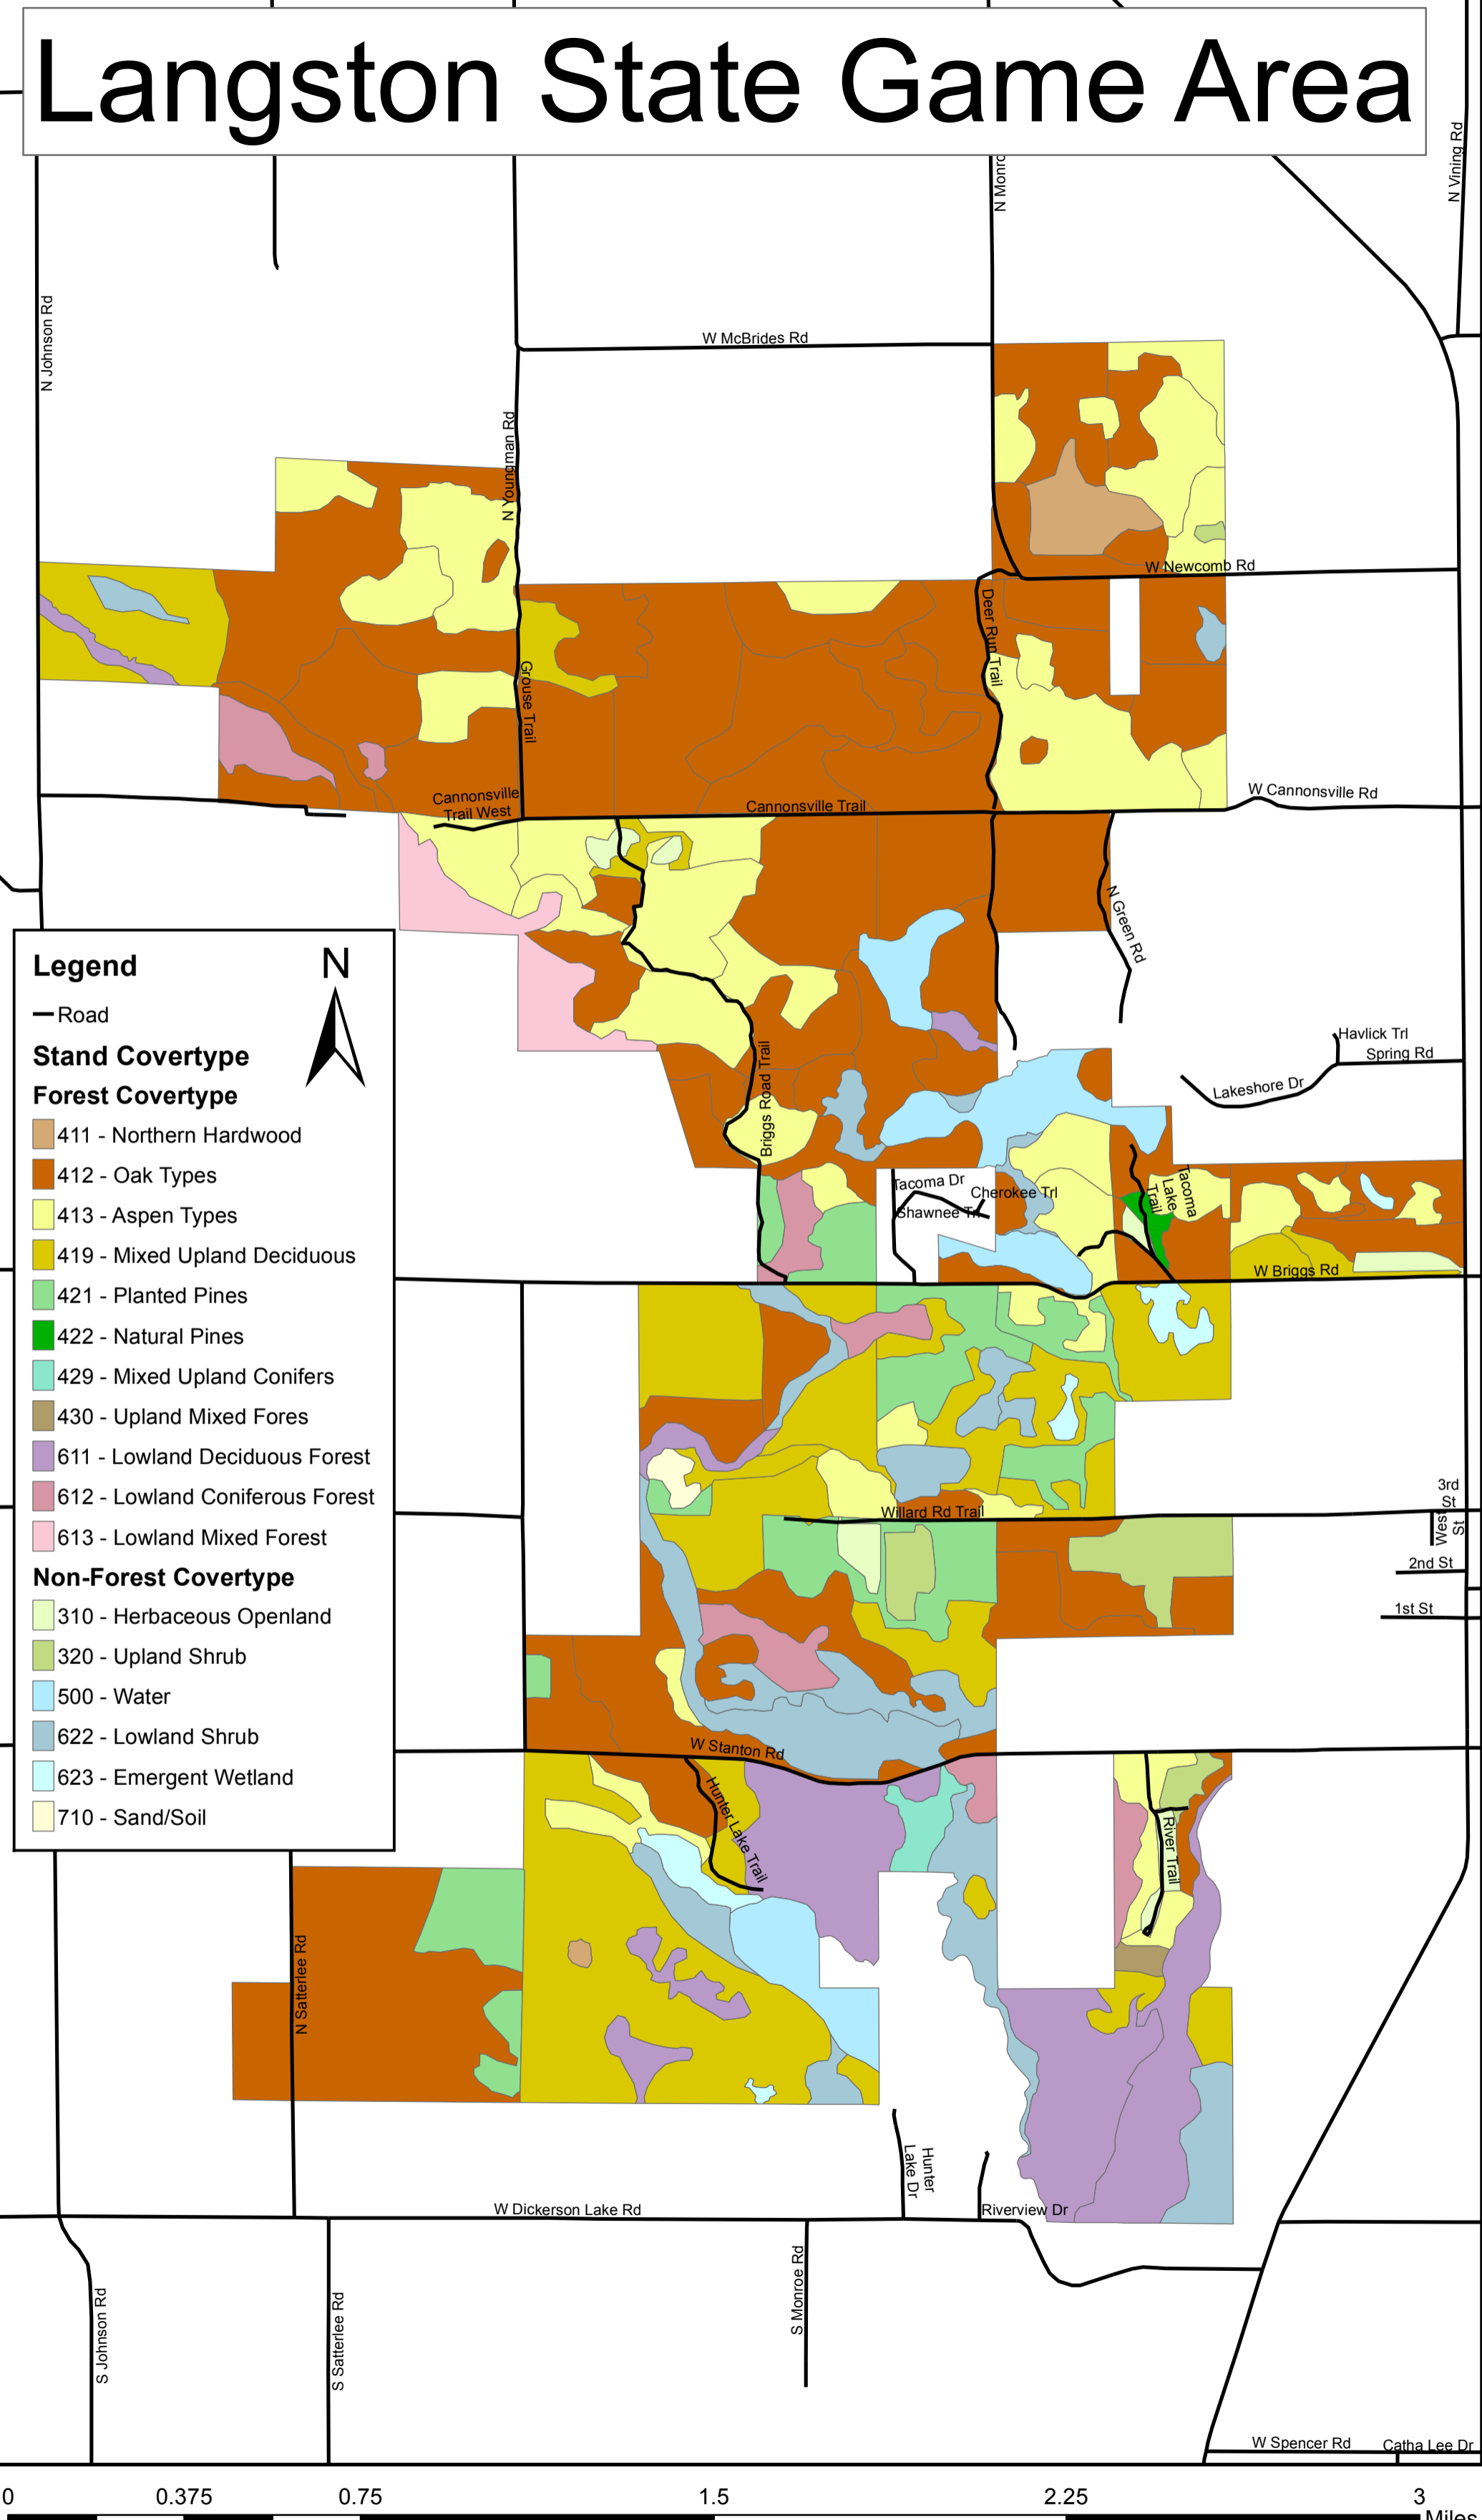 Langston State Game Area
N Vining Rd
N Monro
N Johnson Rd
W McBrides Rd
N Youngman Rd
W Newcomb Rd
Deer Run Trail
Grouse Trail
Cannonsville
Trail West
Cannonsville Trail
W Cannonsville Rd
N Green Rd
Havlick Trl
Spring Rd
Lakeshore Dr
Briggs Road Trail
Tacoma Dr
Cherokee Trl
Shawnee Trl
Tacoma
Lake
Trail
W Briggs Rd
Legend
N
Road
Stand Covertype
Forest Covertype
411 - Northern Hardwood
412 - Oak Types
413 - Aspen Types
419 - Mixed Upland Deciduous
421 - Planted Pines
422 - Natural Pines
429 - Mixed Upland Conifers
430 - Upland Mixed Fores
611 - Lowland Deciduous Forest
612 - Lowland Coniferous Forest
613 - Lowland Mixed Forest
Non-Forest Covertype
310 - Herbaceous Openland
320 - Upland Shrub
500 - Water
622 - Lowland Shrub
623 - Emergent Wetland
710 - Sand/Soil
Willard Rd Trail
3rd
St
West
St
2nd St
1st St
W Stanton Rd
Hunter Lake Trail
River Trail
N Satterlee Rd
Hunter
Lake Dr
Riverview Dr
W Dickerson Lake Rd
S Johnson Rd
S Satterlee Rd
S Monroe Rd
W Spencer Rd
Catha Lee Dr
0 0.375 0.75 1.5 2.25 3
Miles